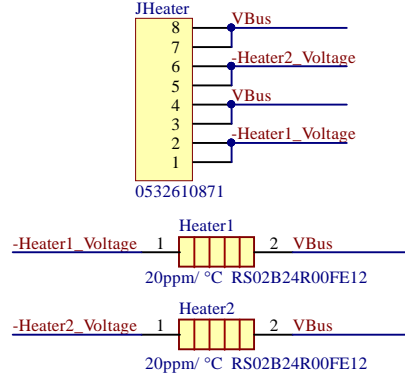 JHeater
8 VBus
7
6 -Heater2_Voltage
5
4 VBus
3
2 -Heater1_Voltage
1
0532610871
Heater1
-Heater1_Voltage 1 2 VBus
20ppm/ °C RS02B24R00FE12
Heater2
-Heater2_Voltage 1 2 VBus
20ppm/ °C RS02B24R00FE12